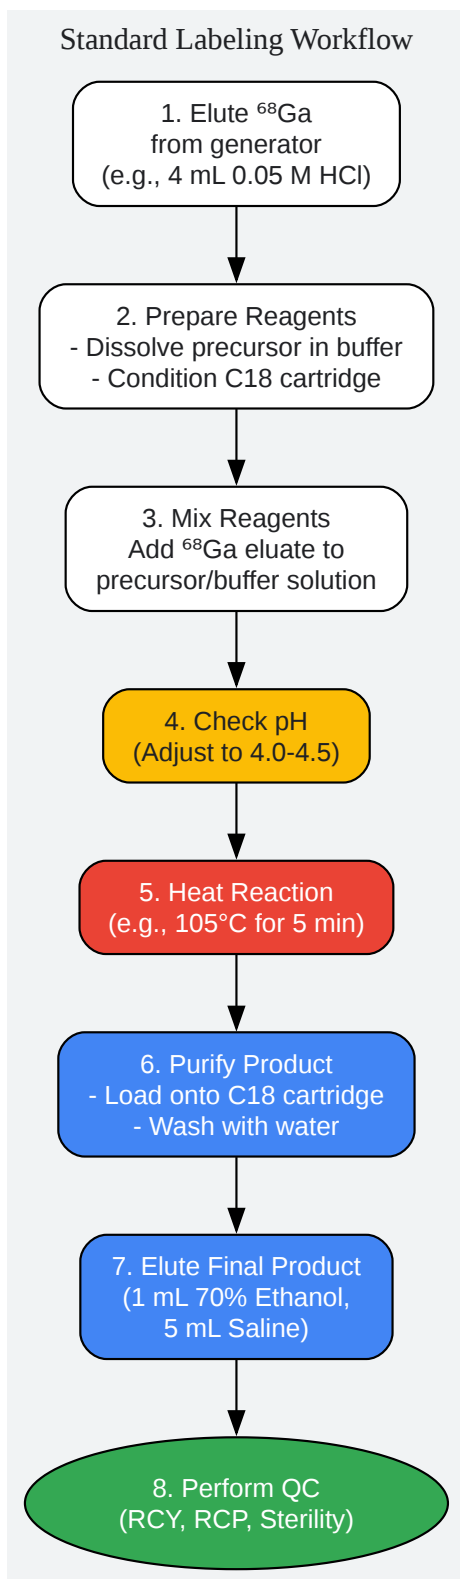 Standard Labeling Workflow
1. Elute ⁶⁸Ga
from generator
(e.g., 4 mL 0.05 M HCl)
2. Prepare Reagents
- Dissolve precursor in buffer
- Condition C18 cartridge
3. Mix Reagents
Add ⁶⁸Ga eluate to
precursor/buffer solution
4. Check pH
(Adjust to 4.0-4.5)
5. Heat Reaction
(e.g., 105°C for 5 min)
6. Purify Product
- Load onto C18 cartridge
- Wash with water
7. Elute Final Product
(1 mL 70% Ethanol,
5 mL Saline)
8. Perform QC
(RCY, RCP, Sterility)